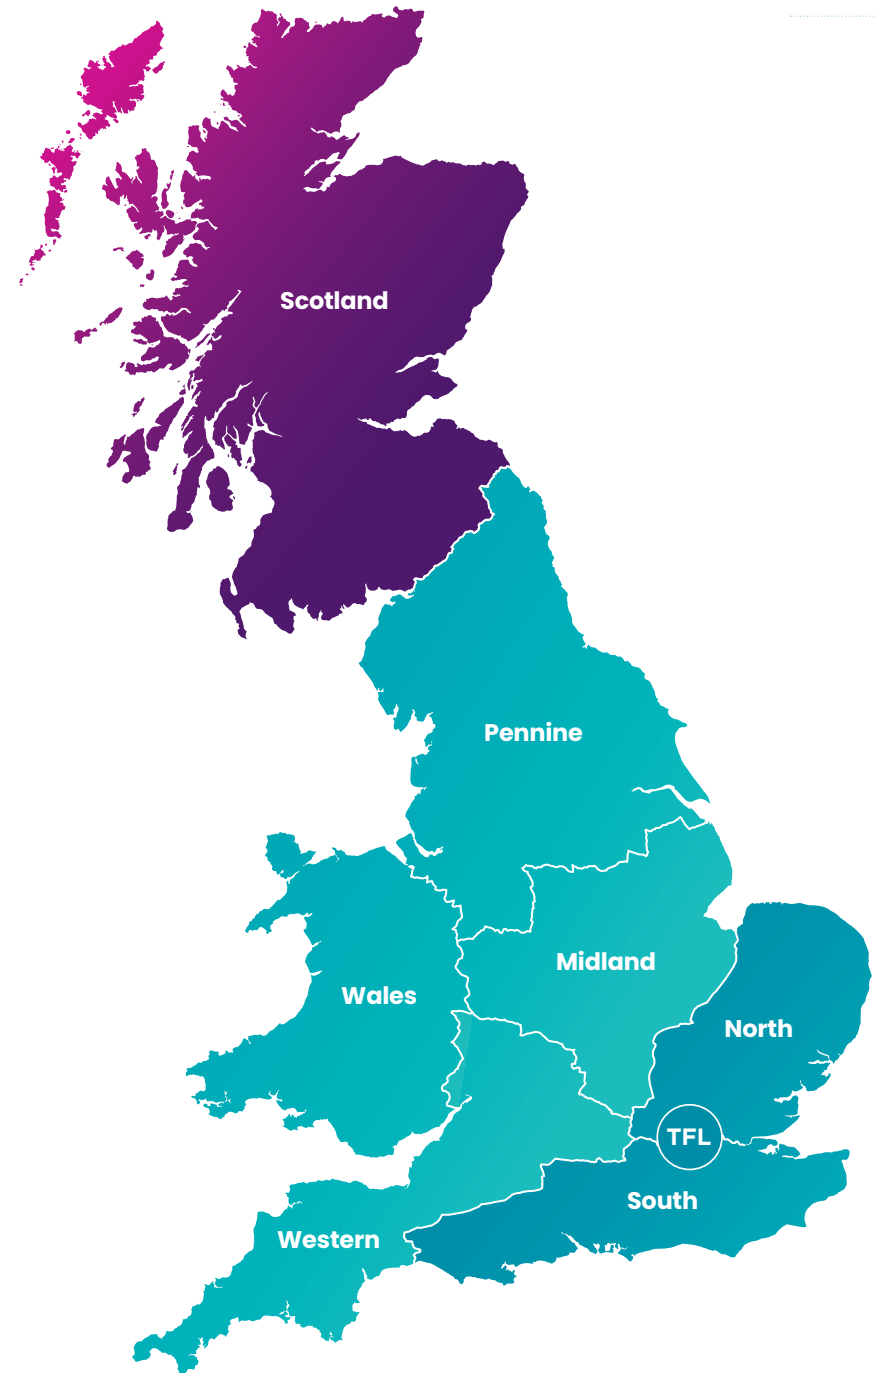 Scotland
Pennine
Midland
Wales
North
TFL
South
Western